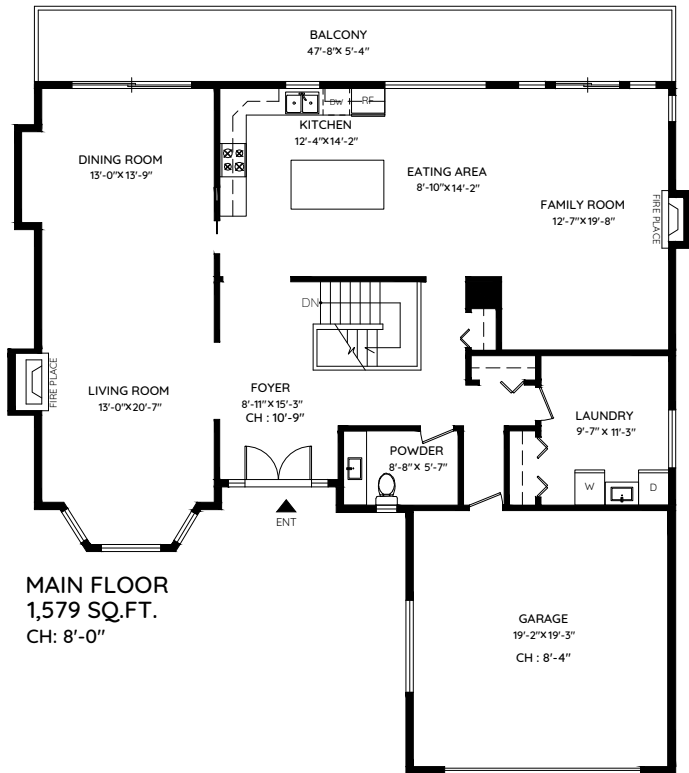 BALCONY
47'-8"X 5'-4"
DW
RF
KITCHEN
12'-4"X14'-2"
DINING ROOM
13'-0"X13'-9"
EATING AREA
8'-10"X14'-2"
FAMILY ROOM
12'-7"X19'-8"
FIRE PLACE
DN
FIRE PLACE
LIVING ROOM
13'-0"X20'-7"
FOYER
8'-11"X15'-3"
CH : 10'-9"
LAUNDRY
9'-7" X 11'-3"
POWDER
8'-8" X 5'-7"
W
D
ENT
MAIN FLOOR
1,579 SQ.FT.
CH: 8'-0"
GARAGE
19'-2"X19'-3"
CH : 8'-4"